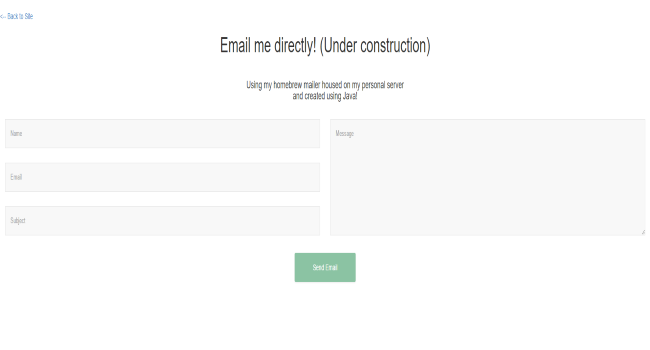 <-- Back to Site
Email me directly! (Under construction)
Using my homebrew mailer housed on my personal server
and created using Java!
Name
Message
Email
Subject
Send Email